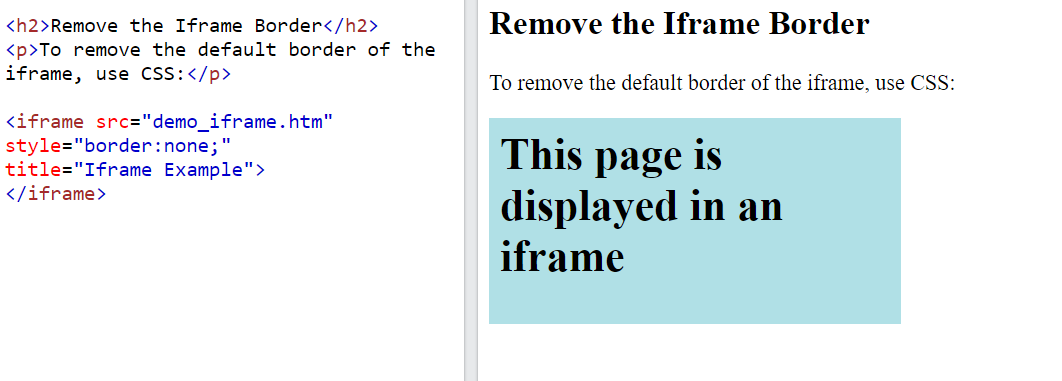 <h2>Remove the Iframe Border</h2>
<p>To remove the default border of the
iframe, use CSS:</p>
<iframe src="demo_iframe.htm"
style="border:none;"
title="Iframe Example">
</iframe>
Remove the Iframe Border
To remove the default border of the iframe, use CSS:
This page is
displayed in an
iframe